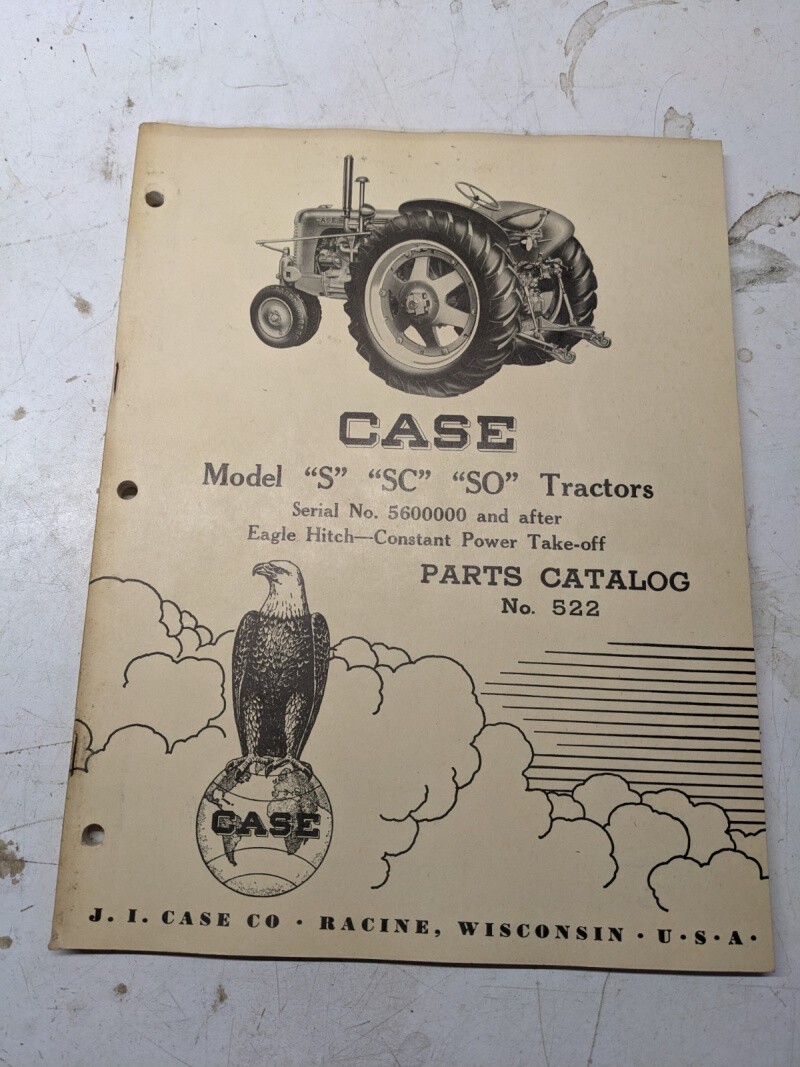 CASE
CASE
Model "S" "SC" "SO" Tractors
Serial No. 5600000 and after
Eagle Hitch—Constant Power Take-off
PARTS CATALOG
No. 522
CASE
J. I. CASE CO · RACINE, WISCONSIN · U·S·A·